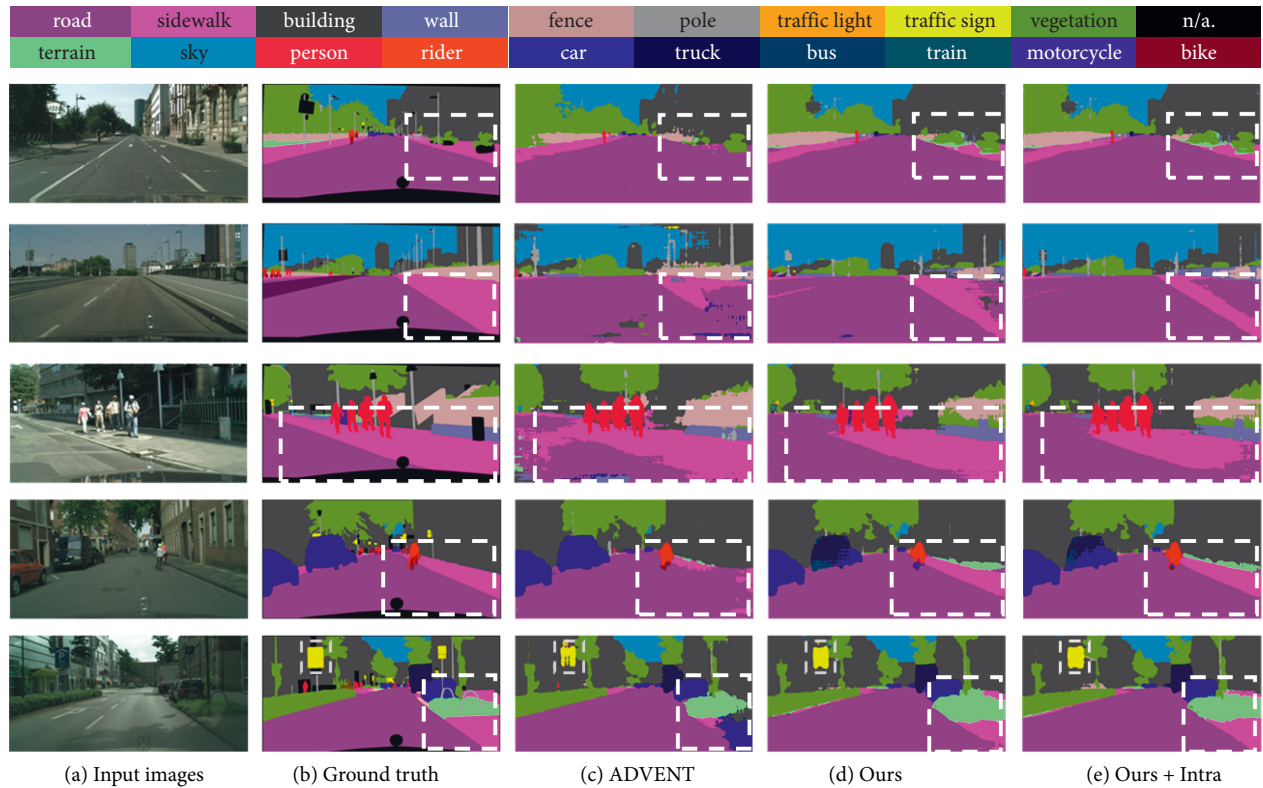 road sidewalk building wall fence pole traffic light traffic sign vegetation n/a.
terrain sky person rider car truck bus train motorcycle bike
(a) Input images (b) Ground truth (c) ADVENT (d) Ours (e) Ours + Intra